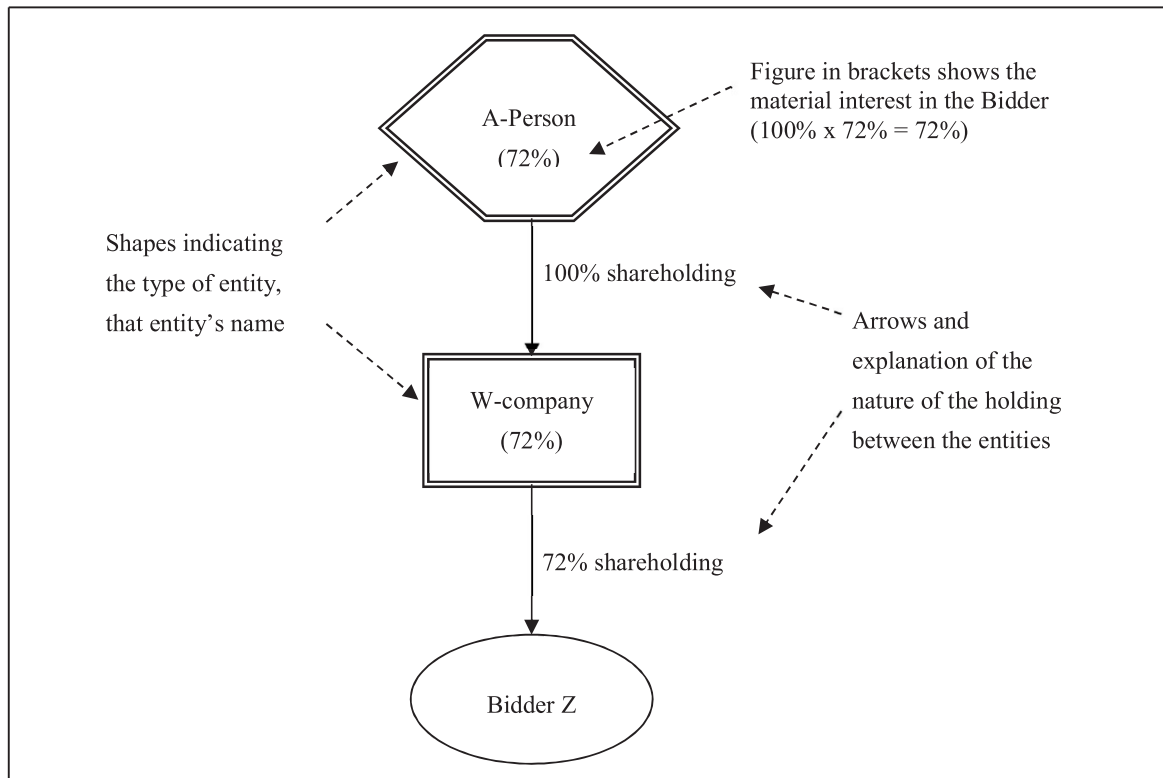 A-Person
(72%)
Figure in brackets shows the
material interest in the Bidder
(100% x 72% = 72%)
Shapes indicating
the type of entity,
that entity’s name
100% shareholding
Arrows and
explanation of the
nature of the holding
between the entities
W-company
(72%)
72% shareholding
Bidder Z